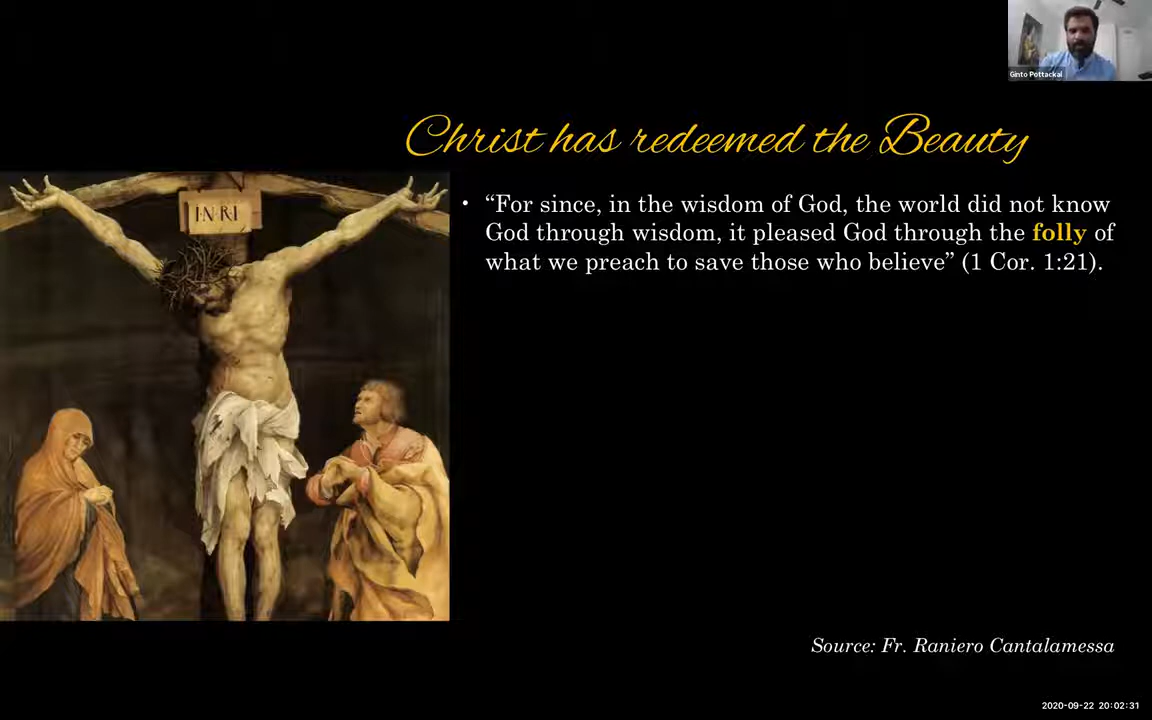 Ginto Pottackal
Christ has redeemed the Beauty
I·N·R·I
• “For since, in the wisdom of God, the world did not know
God through wisdom, it pleased God through the folly of
what we preach to save those who believe” (1 Cor. 1:21).
Source: Fr. Raniero Cantalamessa
2020-09-22 20:02:31